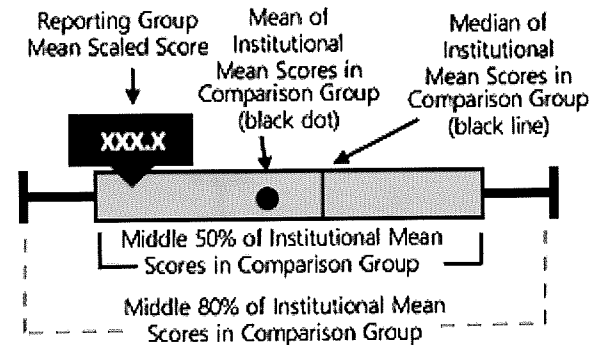 Reporting Group
Mean Scaled Score
Mean of
Institutional
Mean Scores in
Comparison Group
(black dot)
Median of
Institutional
Mean Scores in
Comparison Group
(black line)
XXX.X
Middle 50% of Institutional Mean
Scores in Comparison Group
Middle 80% of Institutional Mean
Scores in Comparison Group